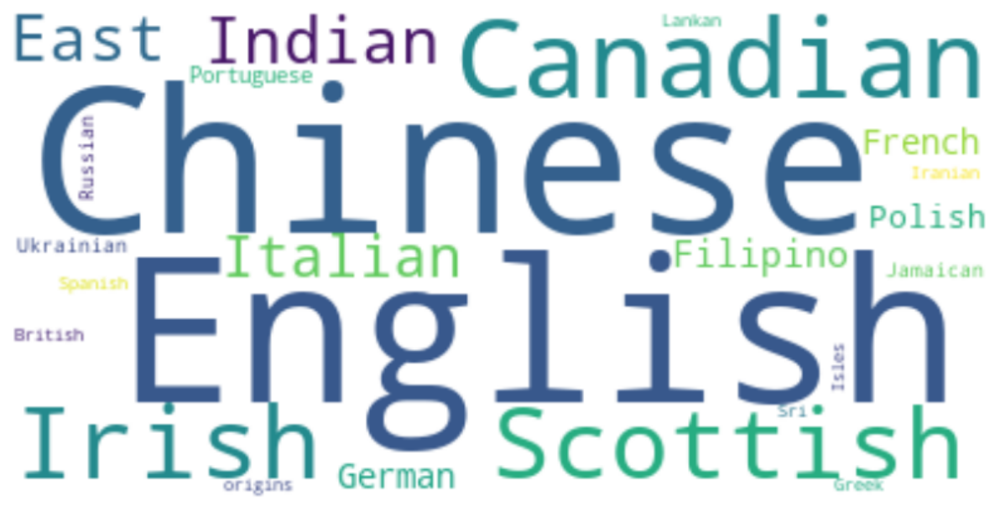 East Indian Canadian Lankan
Portuguese
Chinese
Russian
French
Iranian
Polish
Ukrainian Italian Filipino
Jamaican
Spanish
English
British
Isles
Irish Scottish
Sri
German
origins
Greek